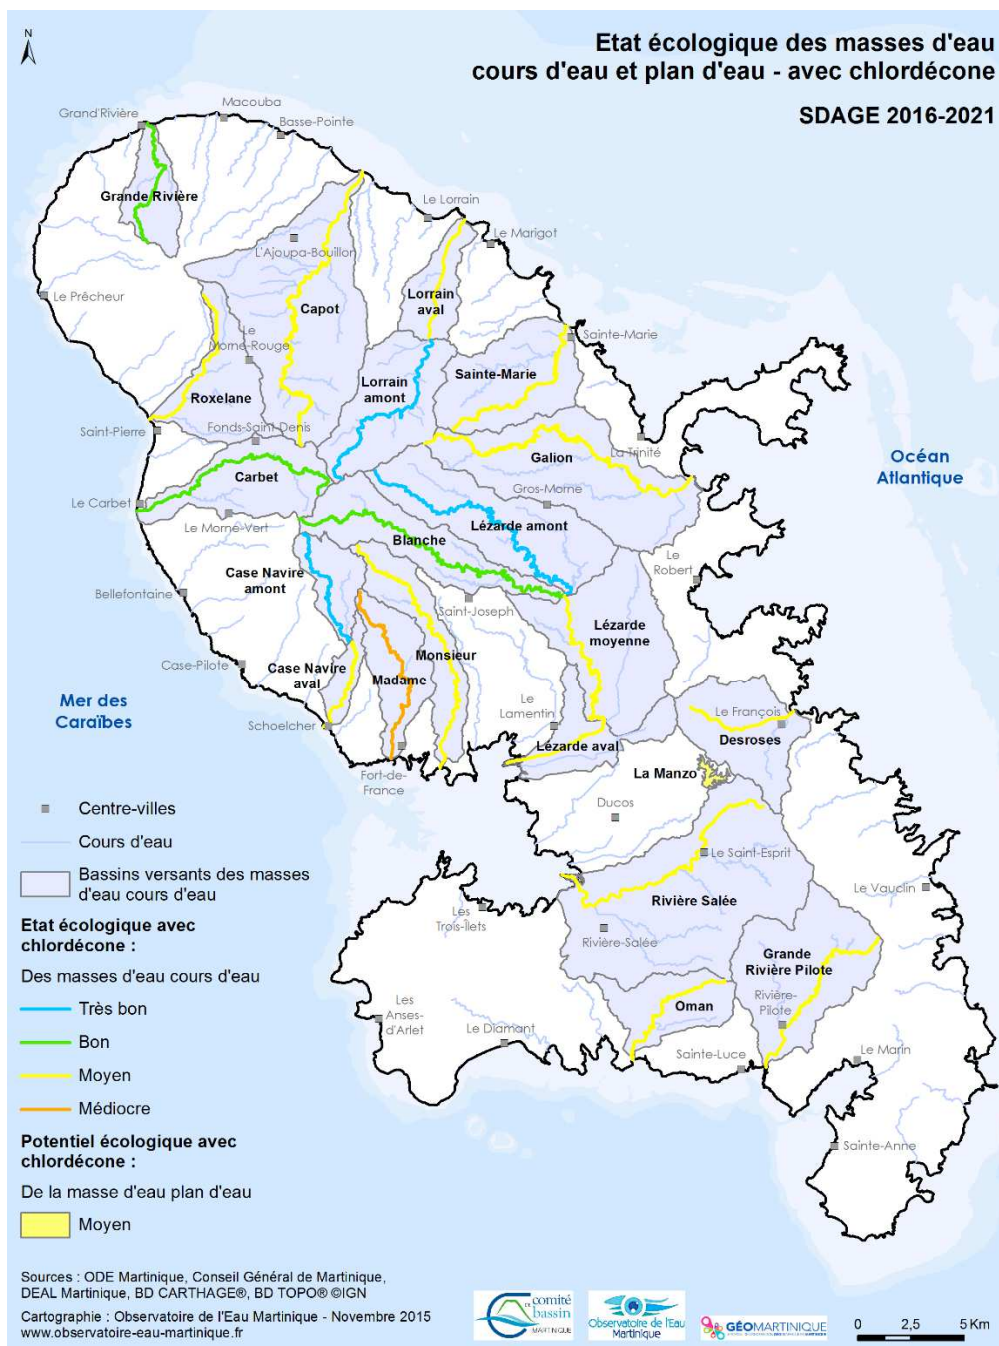 Etat écologique des masses d'eau
cours d'eau et plan d'eau - avec chlordécone
SDAGE 2016-2021
N
Grand'Rivière
Macouba
Basse-Pointe
Grande Rivière
Le Lorrain
Le Marigot
L'Ajoupa-Bouillon
Le Prêcheur
Capot
Lorrain
aval
Le
Morne-Rouge
Sainte-Marie
Sainte-Marie
Lorrain
amont
Roxelane
Saint-Pierre
Fonds-Saint-Denis
La Trinité
Galion
Océan
Atlantique
Carbet
Gros-Morne
Le Carbet
Le Morne-Vert
Lézarde amont
Blanche
Case Navire
amont
Le
Robert
Bellefontaine
Saint-Joseph
Lézarde
moyenne
Monsieur
Case-Pilote
Case Navire
aval
Madame
Mer des
Caraïbes
Le
Lamentin
Le François
Schoelcher
Desroses
Lézarde aval
La Manzo
Fort-de-
France
Ducos
Le Saint-Esprit
Le Vauclin
Rivière Salée
Les
Trois-Îlets
Rivière-Salée
Grande
Rivière Pilote
Les
Anses-
d'Arlet
Oman
Rivière-
Pilote
Le Diamant
Sainte-Luce
Le Marin
Sainte-Anne
Centre-villes
Cours d'eau
Bassins versants des masses
d'eau cours d'eau
Etat écologique avec
chlordécone :
Des masses d'eau cours d'eau
Très bon
Bon
Moyen
Médiocre
Potentiel écologique avec
chlordécone :
De la masse d'eau plan d'eau
Moyen
Sources : ODE Martinique, Conseil Général de Martinique,
DEAL Martinique, BD CARTHAGE®, BD TOPO® ©IGN
Cartographie : Observatoire de l'Eau Martinique - Novembre 2015
www.observatoire-eau-martinique.fr
comité
de bassin
MARTINIQUE
Observatoire de l'Eau
Martinique
GÉOMARTINIQUE
0 2,5 5 Km